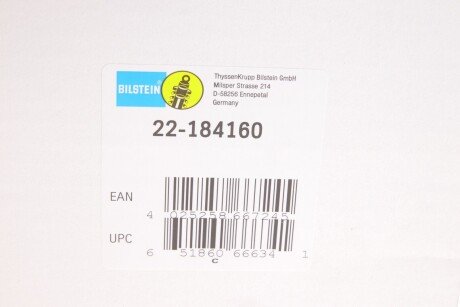 BILSTEIN
ThyssenKrupp Bilstein GmbH
Milsper Strasse 214
D-58256 Ennepetal
Germany
22-184160
EAN
4 025258 667245
UPC
6 51860 66634 1
C